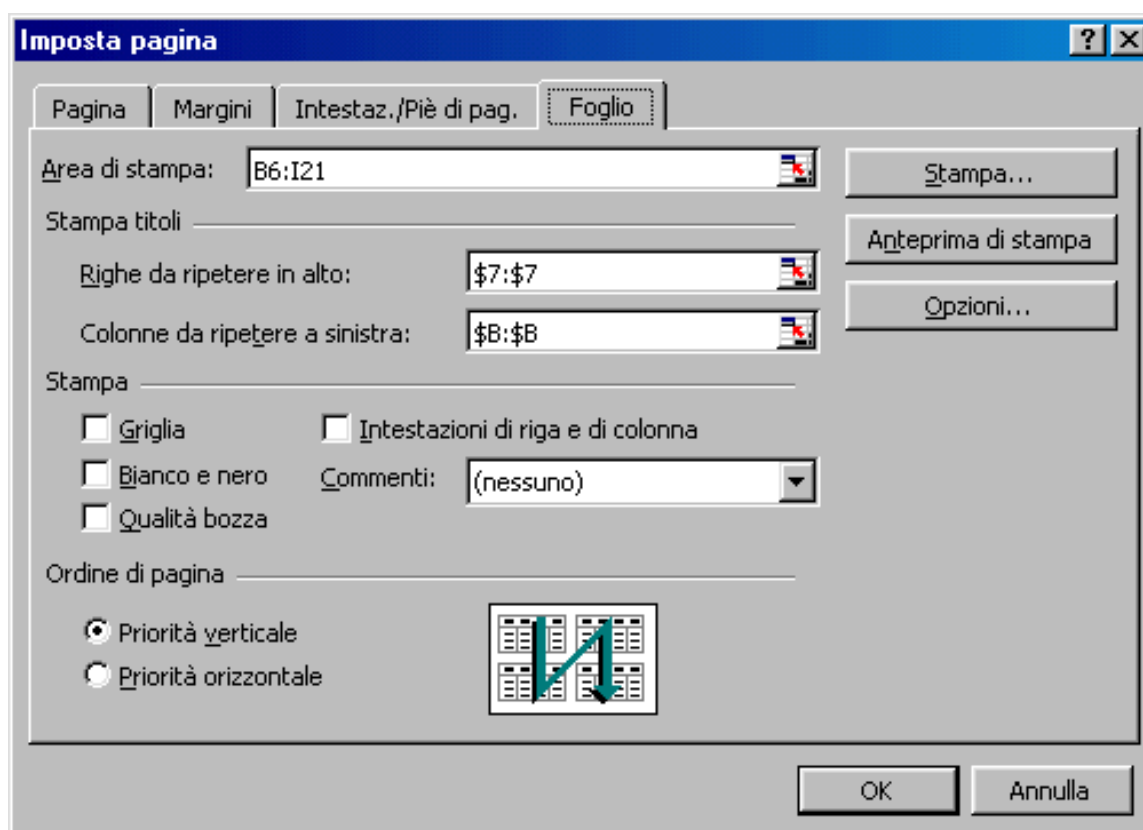 Imposta pagina
Pagina Margini Intestaz./Piè di pag. Foglio
Area di stampa: B6:I21 Stampa...
Stampa titoli Anteprima di stampa
Righe da ripetere in alto: $7:$7 Opzioni...
Colonne da ripetere a sinistra: $B:$B
Stampa
Griglia Intestazioni di riga e di colonna
Bianco e nero Commenti: (nessuno)
Qualità bozza
Ordine di pagina
Priorità verticale
Priorità orizzontale
OK Annulla